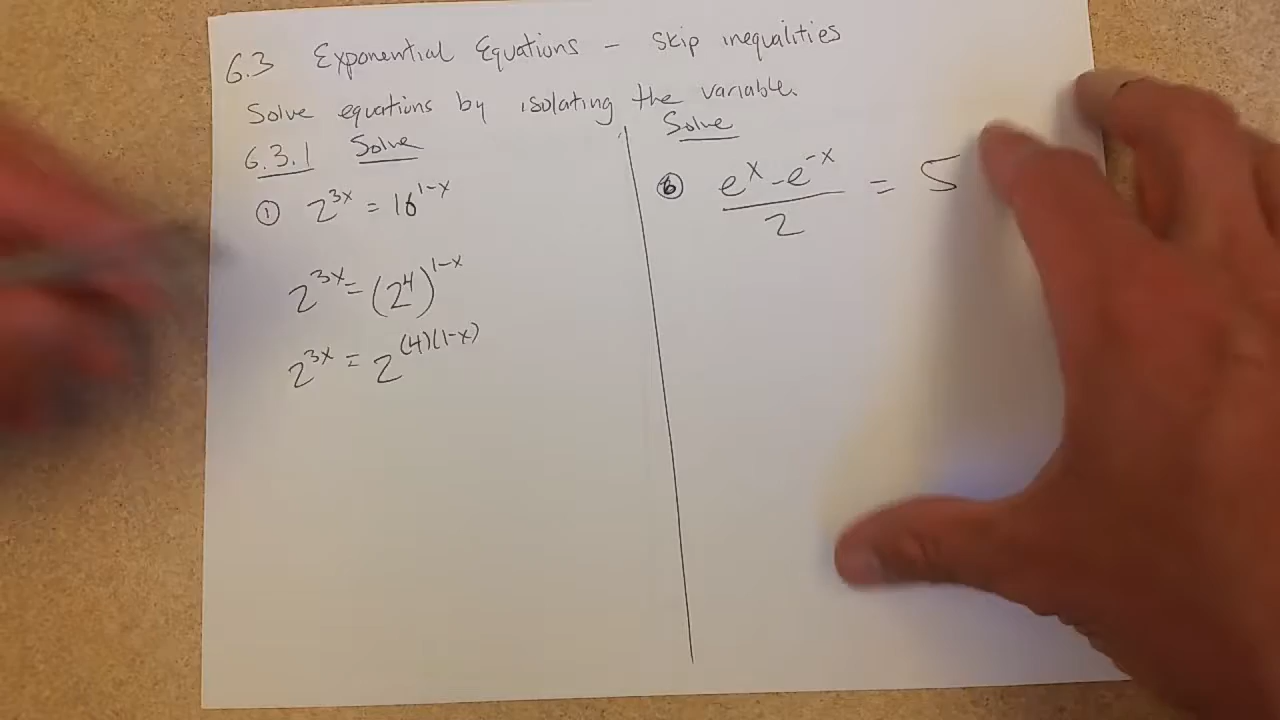 6.3 Exponential Equations - Skip inequalities
Solve equations by isolating the variable.
6.3.1 Solve
① 2^{3x} = 16^{1-x}
2^{3x} = (2^4)^{1-x}
2^{3x} = 2^{(4)(1-x)}
Solve
⑥ \frac{e^x - e^{-x}}{2} = 5